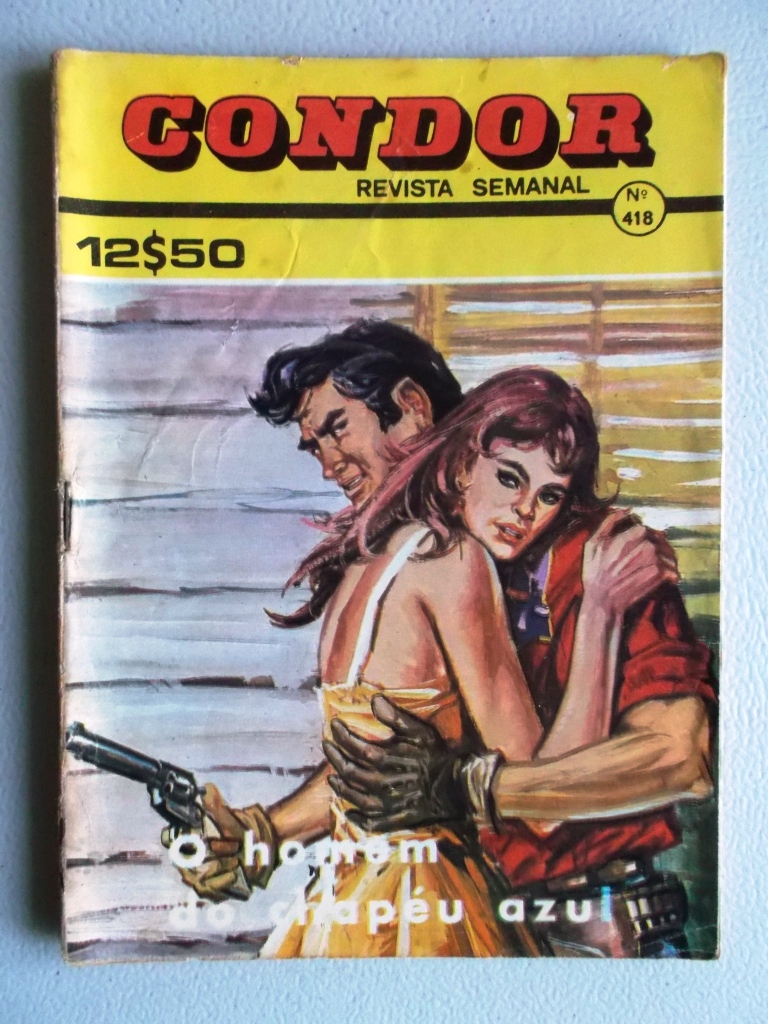 CONDOR
REVISTA SEMANAL
Nº
418
12$50
O homem
do chapéu azul